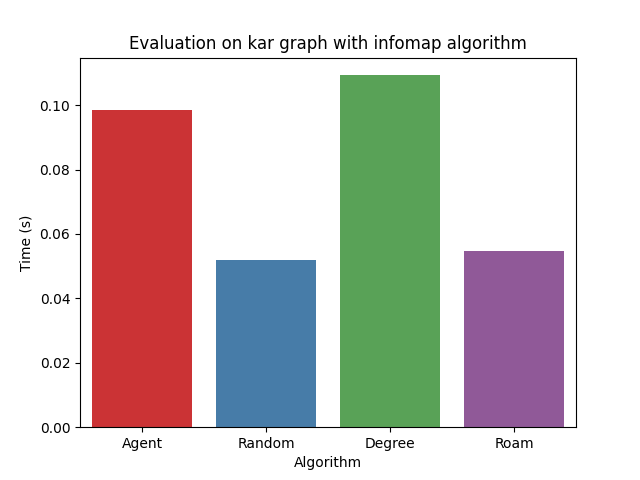 Evaluation on kar graph with infomap algorithm
0.10
0.08
0.06
0.04
0.02
0.00
Time (s)
Agent Random Degree Roam
Algorithm